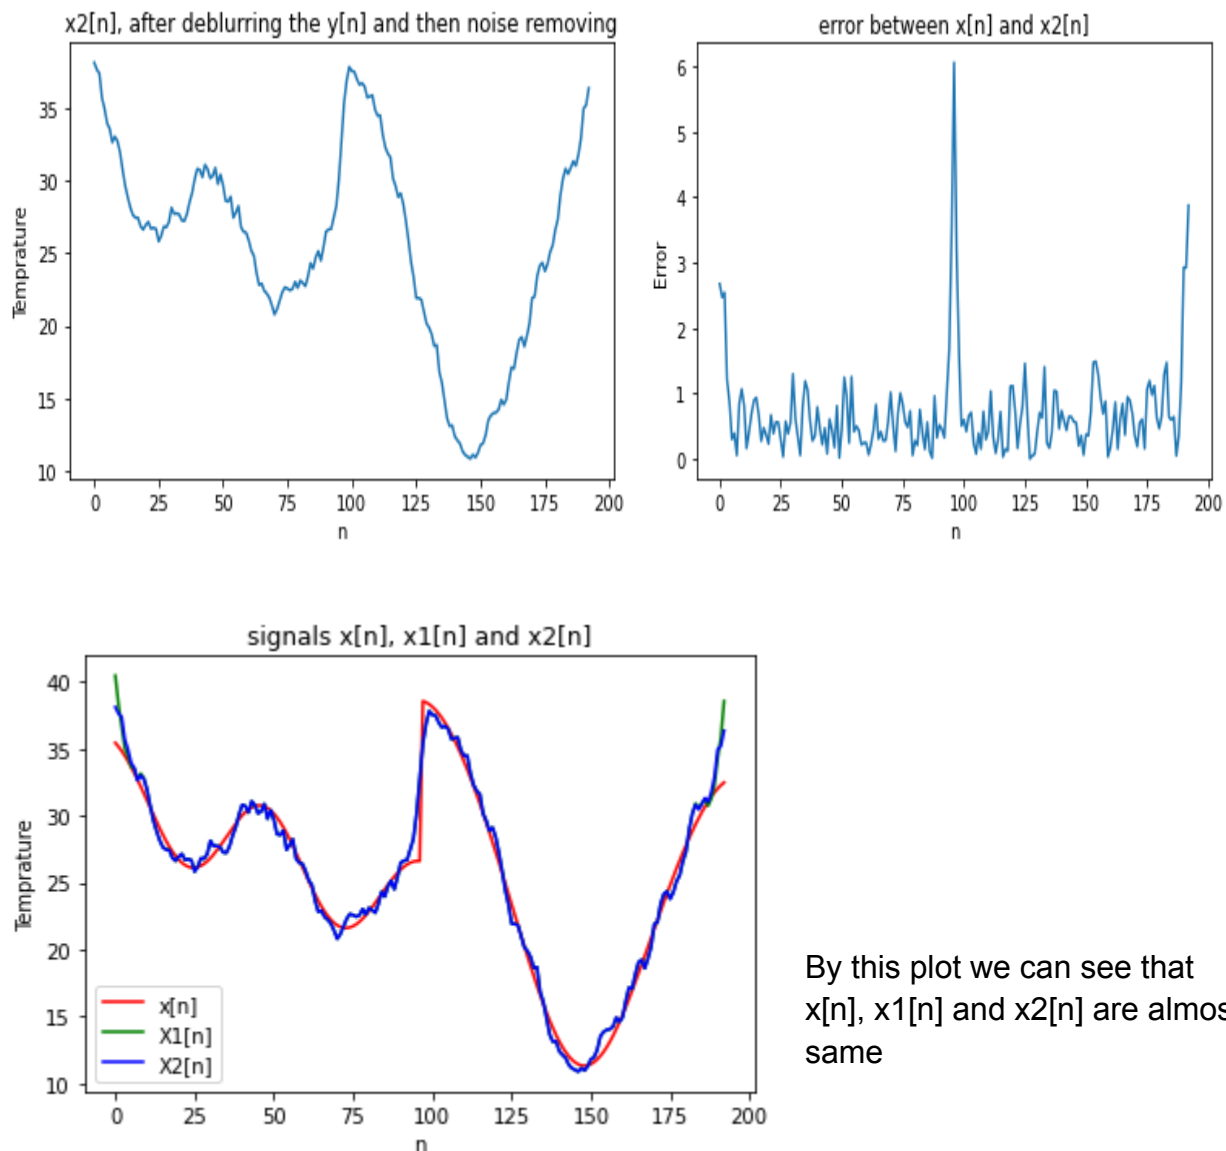 x2[n], after deblurring the y[n] and then noise removing
35
30
25
20
15
10
Temprature
0 25 50 75 100 125 150 175 200
n
error between x[n] and x2[n]
6
5
4
3
2
1
0
Error
0 25 50 75 100 125 150 175 200
n
signals x[n], x1[n] and x2[n]
40
35
30
25
20
15
10
Temprature
x[n]
X1[n]
X2[n]
0 25 50 75 100 125 150 175 200
n
By this plot we can see that
x[n], x1[n] and x2[n] are almos
same